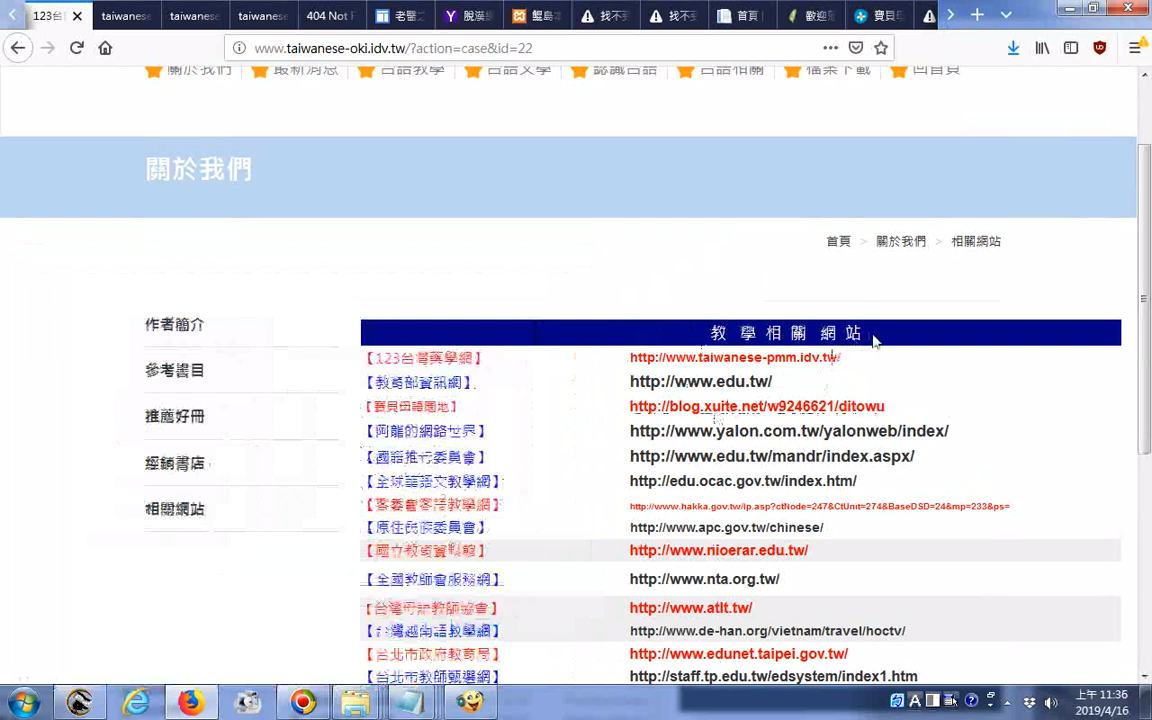 123台
taiwanese
taiwanese
taiwanese
404 Not F
老醫之
脫漢
鯤島本
找不
找不
首頁
歡迎
寶貝母
www.taiwanese-oki.idv.tw/?action=case&id=22
關於我們 最新消息 台語教學 台語文學 認識台語 台語相關 檔案下載 回首頁
關於我們
首頁 > 關於我們 > 相關網站
作者簡介
參考書目
推薦好冊
經銷書店
相關網站
教 學 相 關 網 站
【123台灣藥學網】 http://www.taiwanese-pmm.idv.tw/
【教育部資訊網】 http://www.edu.tw/
【寶貝母語園地】 http://blog.xuite.net/w9246621/ditowu
【阿龍的網路世界】 http://www.yalon.com.tw/yalonweb/index/
【國語推行委員會】 http://www.edu.tw/mandr/index.aspx/
【全球華語文教學網】 http://edu.ocac.gov.tw/index.htm/
【客委會客語教學網】 http://www.hakka.gov.tw/lp.asp?ctNode=247&CtUnit=274&BaseDSD=24&mp=233&ps=
【原住民族委員會】 http://www.apc.gov.tw/chinese/
【國立教育資料館】 http://www.nioerar.edu.tw/
【全國教師會服務網】 http://www.nta.org.tw/
【台灣母語教師協會】 http://www.atlt.tw/
【台灣越南語教學網】 http://www.de-han.org/vietnam/travel/hoctv/
【台北市政府教育局】 http://www.edunet.taipei.gov.tw/
【台北市教師甄選網】 http://staff.tp.edu.tw/edsystem/index1.htm
上午 11:36
2019/4/16